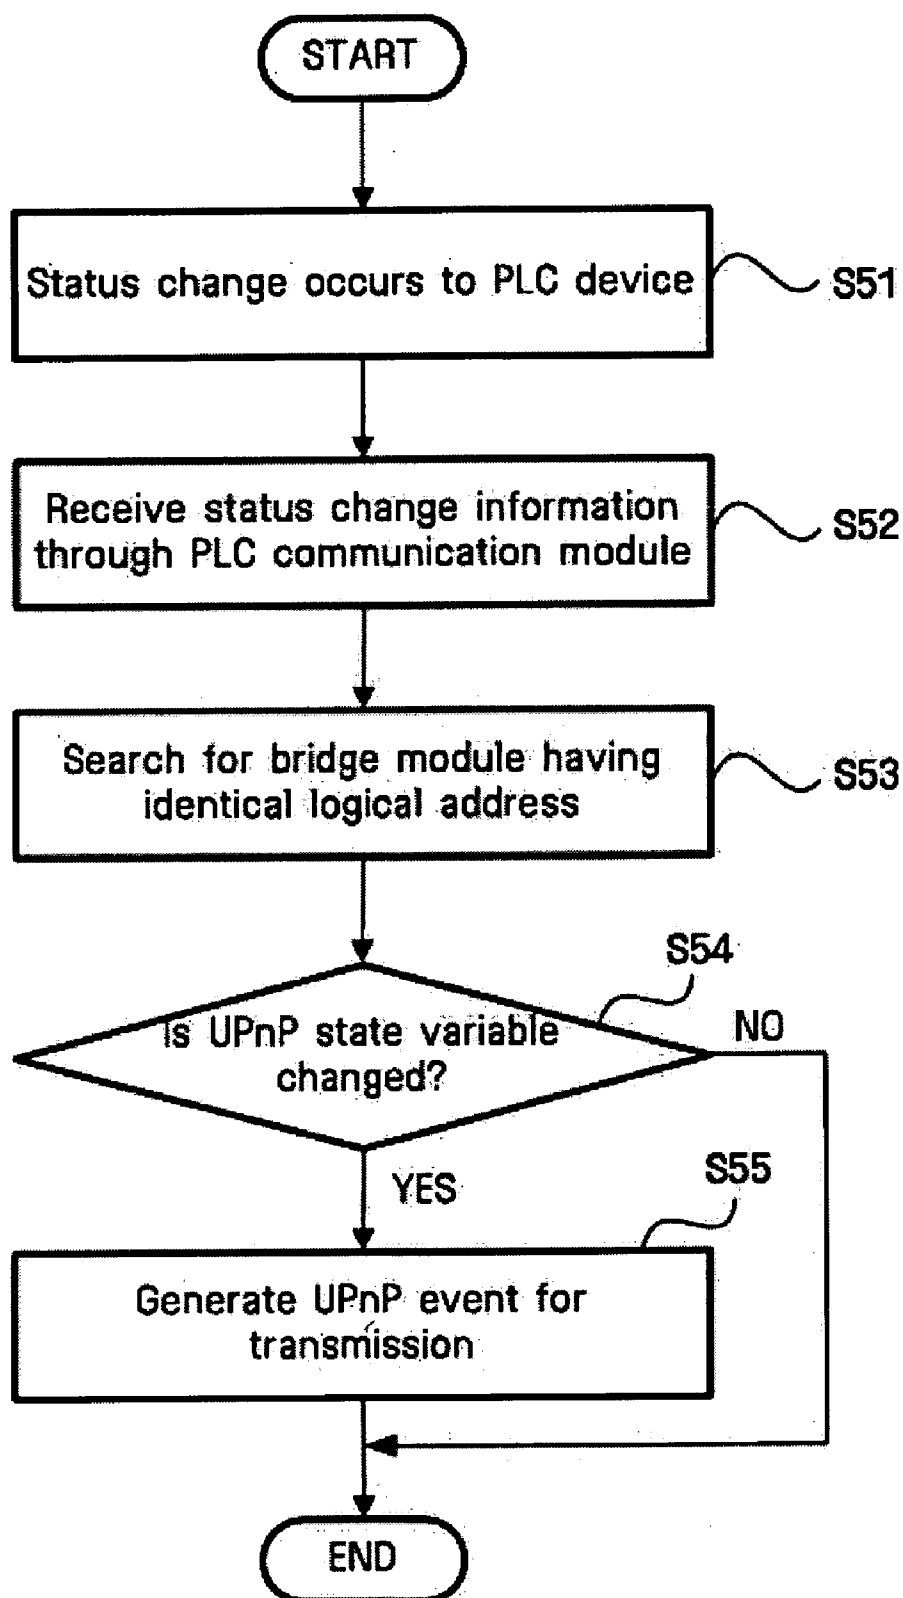 START
Status change occurs to PLC device
S51
Receive status change information
through PLC communication module
S52
Search for bridge module having
identical logical address
S53
S54
Is UPnP state variable
changed?
NO
YES
S55
Generate UPnP event for
transmission
END